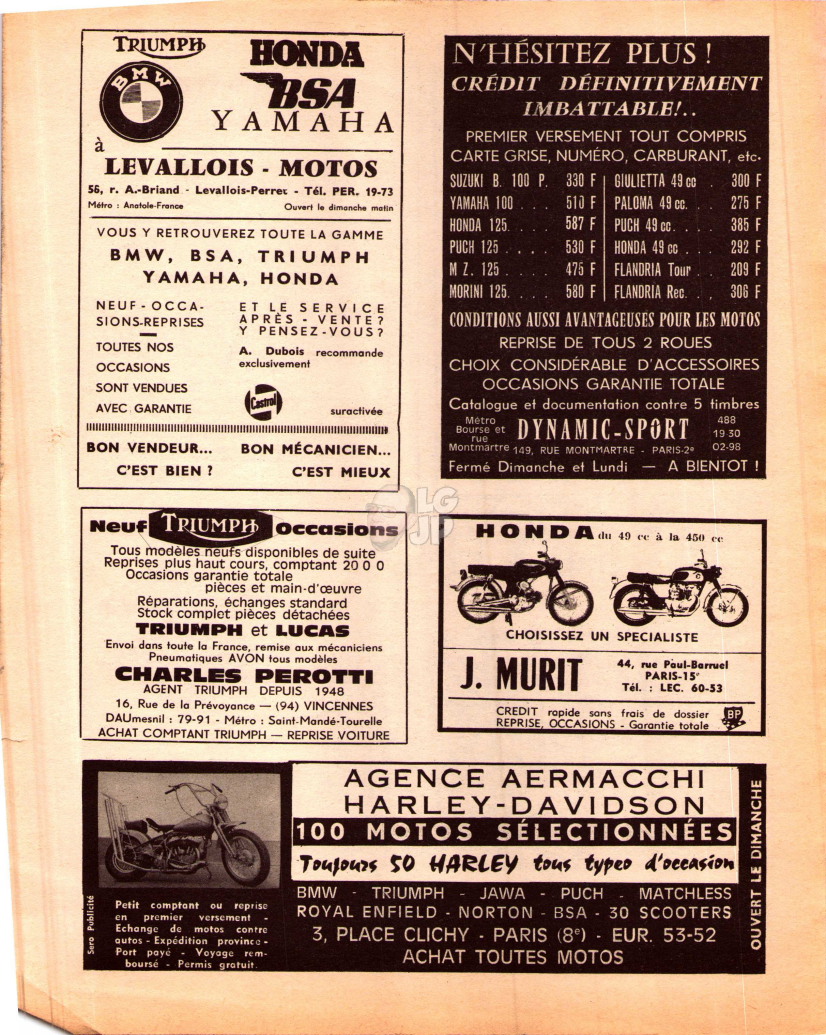 TRIUMPH
HONDA
BMW
BSA
YAMAHA
à
LEVALLOIS - MOTOS
56, r. A.-Briand - Levallois-Perret - Tél. PER. 19-73
Métro : Anatole-France
Ouvert le dimanche matin
VOUS Y RETROUVEREZ TOUTE LA GAMME
BMW, BSA, TRIUMPH
YAMAHA, HONDA
NEUF - OCCA-
SIONS-REPRISES
TOUTES NOS
OCCASIONS
SONT VENDUES
AVEC GARANTIE
ET LE SERVICE
APRÈS - VENTE?
Y PENSEZ-VOUS?
A. Dubois recommande
exclusivement
Castrol
suractivée
BON VENDEUR... BON MÉCANICIEN...
C'EST BIEN ? C'EST MIEUX
N'HÉSITEZ PLUS !
CRÉDIT DÉFINITIVEMENT
IMBATTABLE!..
PREMIER VERSEMENT TOUT COMPRIS
CARTE GRISE, NUMÉRO, CARBURANT, etc.
SUZUKI B. 100 P. 330 F
YAMAHA 100 . . . 510 F
HONDA 125. . . . . 587 F
PUCH 125 . . . . 530 F
M Z. 125 . . . . 475 F
MORINI 125. . . . . 580 F
GIULIETTA 49 cc . . 300 F
PALOMA 49 cc. . . 275 F
PUCH 49 cc. . . . 385 F
HONDA 49 cc . . . 292 F
FLANDRIA Tour . . 209 F
FLANDRIA Rec. . . 306 F
CONDITIONS AUSSI AVANTAGEUSES POUR LES MOTOS
REPRISE DE TOUS 2 ROUES
CHOIX CONSIDÉRABLE D'ACCESSOIRES
OCCASIONS GARANTIE TOTALE
Catalogue et documentation contre 5 timbres
Métro
Bourse et
rue
Montmartre
DYNAMIC-SPORT
149, RUE MONTMARTRE - PARIS-2e
488
19 30
02-98
Fermé Dimanche et Lundi — A BIENTOT !
LG
JP
Neuf TRIUMPH Occasions
Tous modèles neufs disponibles de suite
Reprises plus haut cours, comptant 20 0 0
Occasions garantie totale
pièces et main-d'œuvre
Réparations, échanges standard
Stock complet pièces détachées
TRIUMPH et LUCAS
Envoi dans toute la France, remise aux mécaniciens
Pneumatiques AVON tous modèles
CHARLES PEROTTI
AGENT TRIUMPH DEPUIS 1948
16, Rue de la Prévoyance — (94) VINCENNES
DAUmesnil : 79-91 - Métro : Saint-Mandé-Tourelle
ACHAT COMPTANT TRIUMPH — REPRISE VOITURE
HONDA du 49 cc à la 450 cc
CHOISISSEZ UN SPECIALISTE
J. MURIT
44, rue Paul-Barruel
PARIS-15e
Tél. : LEC. 60-53
CREDIT rapide sans frais de dossier
REPRISE, OCCASIONS - Garantie totale
BP
Sero Publicité
Petit comptant ou reprise
en premier versement -
Echange de motos contre
autos - Expédition province -
Port payé - Voyage rem-
boursé - Permis gratuit.
AGENCE AERMACCHI
HARLEY-DAVIDSON
100 MOTOS SÉLECTIONNÉES
Toujours 50 HARLEY tous types d'occasion
BMW - TRIUMPH - JAWA - PUCH - MATCHLESS
ROYAL ENFIELD - NORTON - BSA - 30 SCOOTERS
3, PLACE CLICHY - PARIS (8e) - EUR. 53-52
ACHAT TOUTES MOTOS
OUVERT LE DIMANCHE